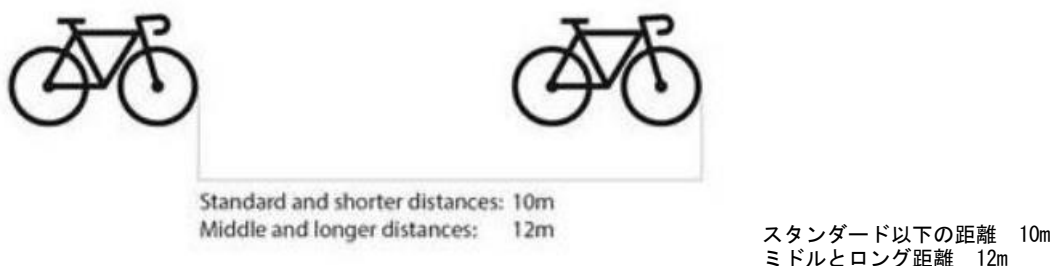 Standard and shorter distances: 10m
Middle and longer distances: 12m
スタンダード以下の距離　10m
ミドルとロング距離　12m